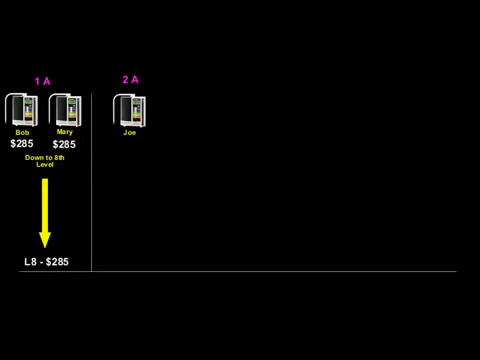 1 A
2 A
Bob
Mary
Joe
$285
$285
Down to 8th
Level
L8 - $285